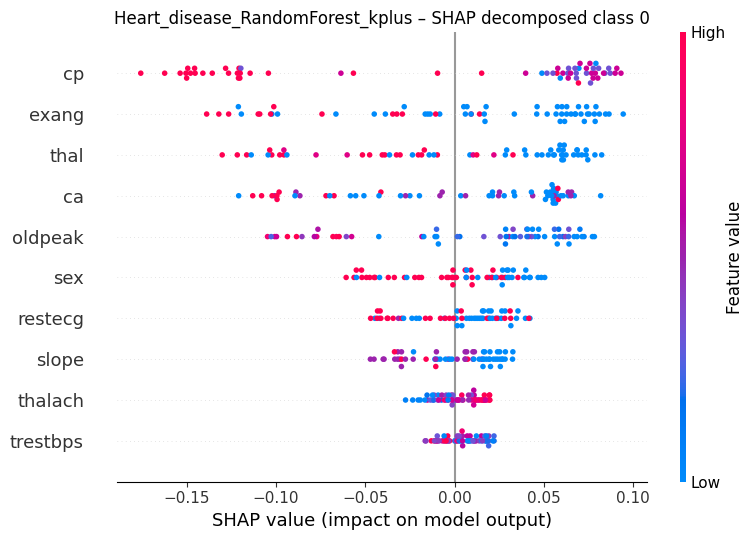 Heart_disease_RandomForest_kplus – SHAP decomposed class 0
High
cp
exang
thal
ca
oldpeak
sex
restecg
slope
thalach
trestbps
Feature value
Low
−0.15 −0.10 −0.05 0.00 0.05 0.10
SHAP value (impact on model output)